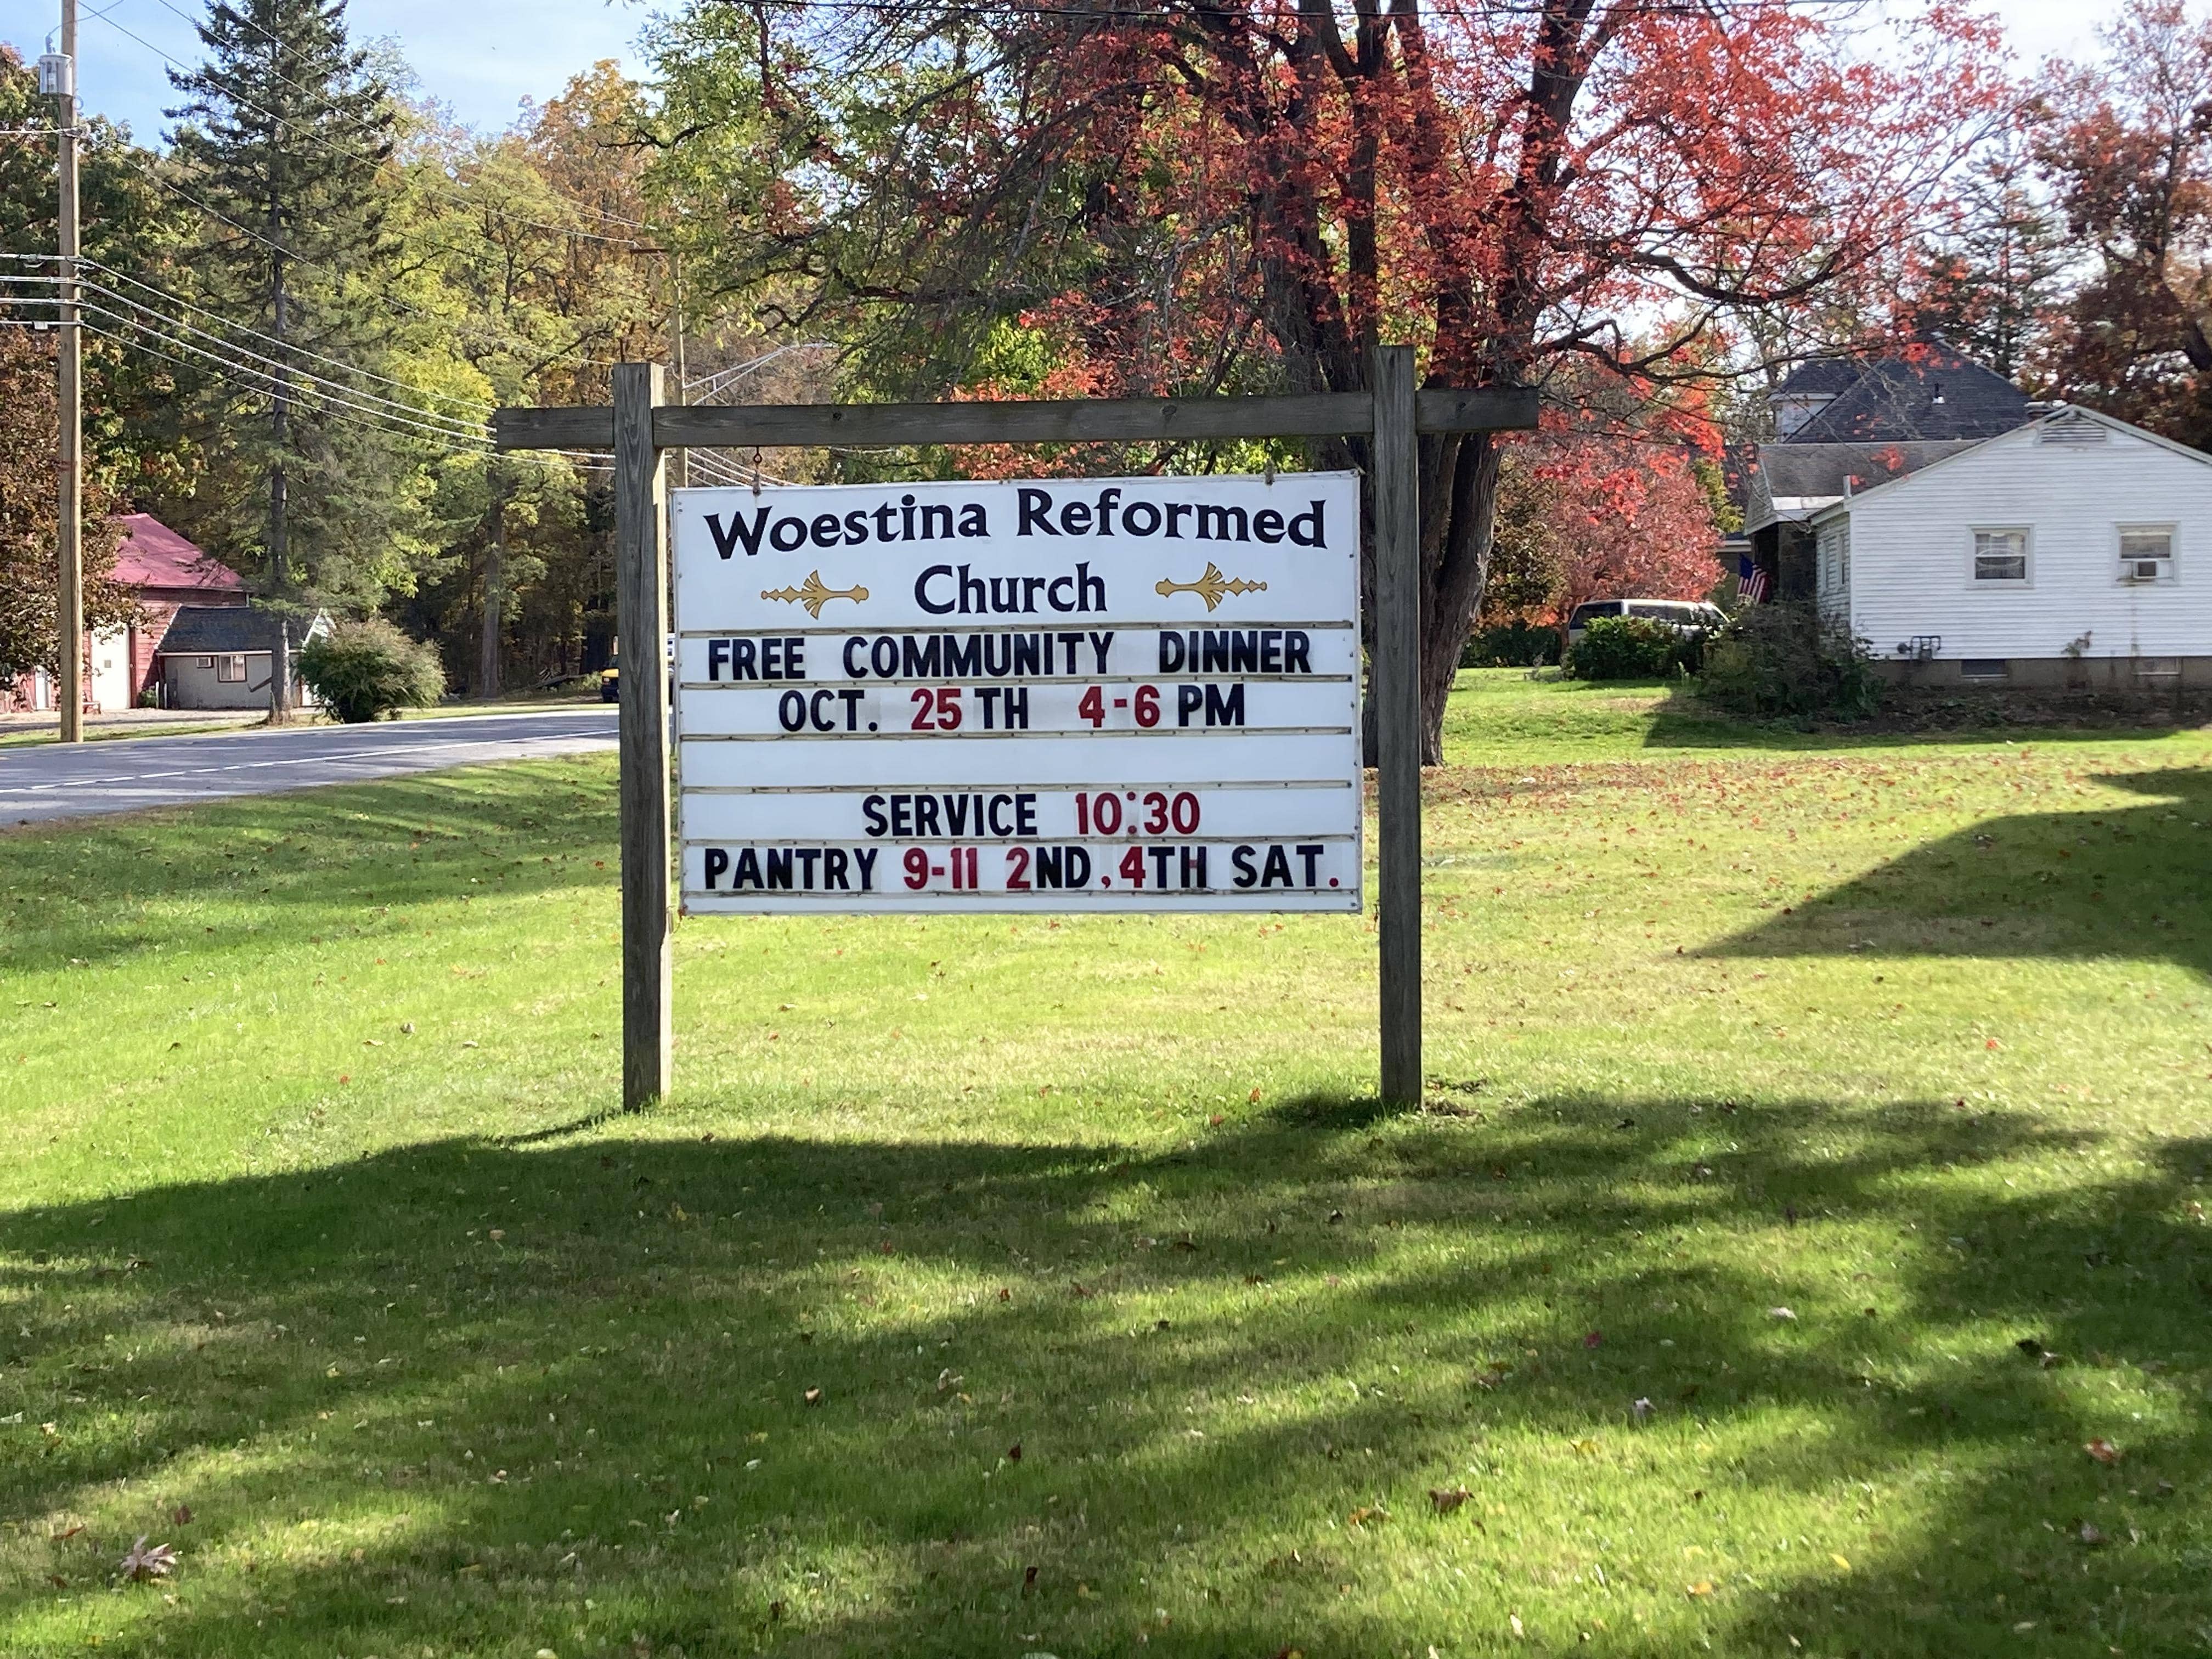 Woestina Reformed
Church
FREE COMMUNITY DINNER
OCT. 25TH 4-6 PM
SERVICE 10:30
PANTRY 9-11 2ND, 4TH SAT.